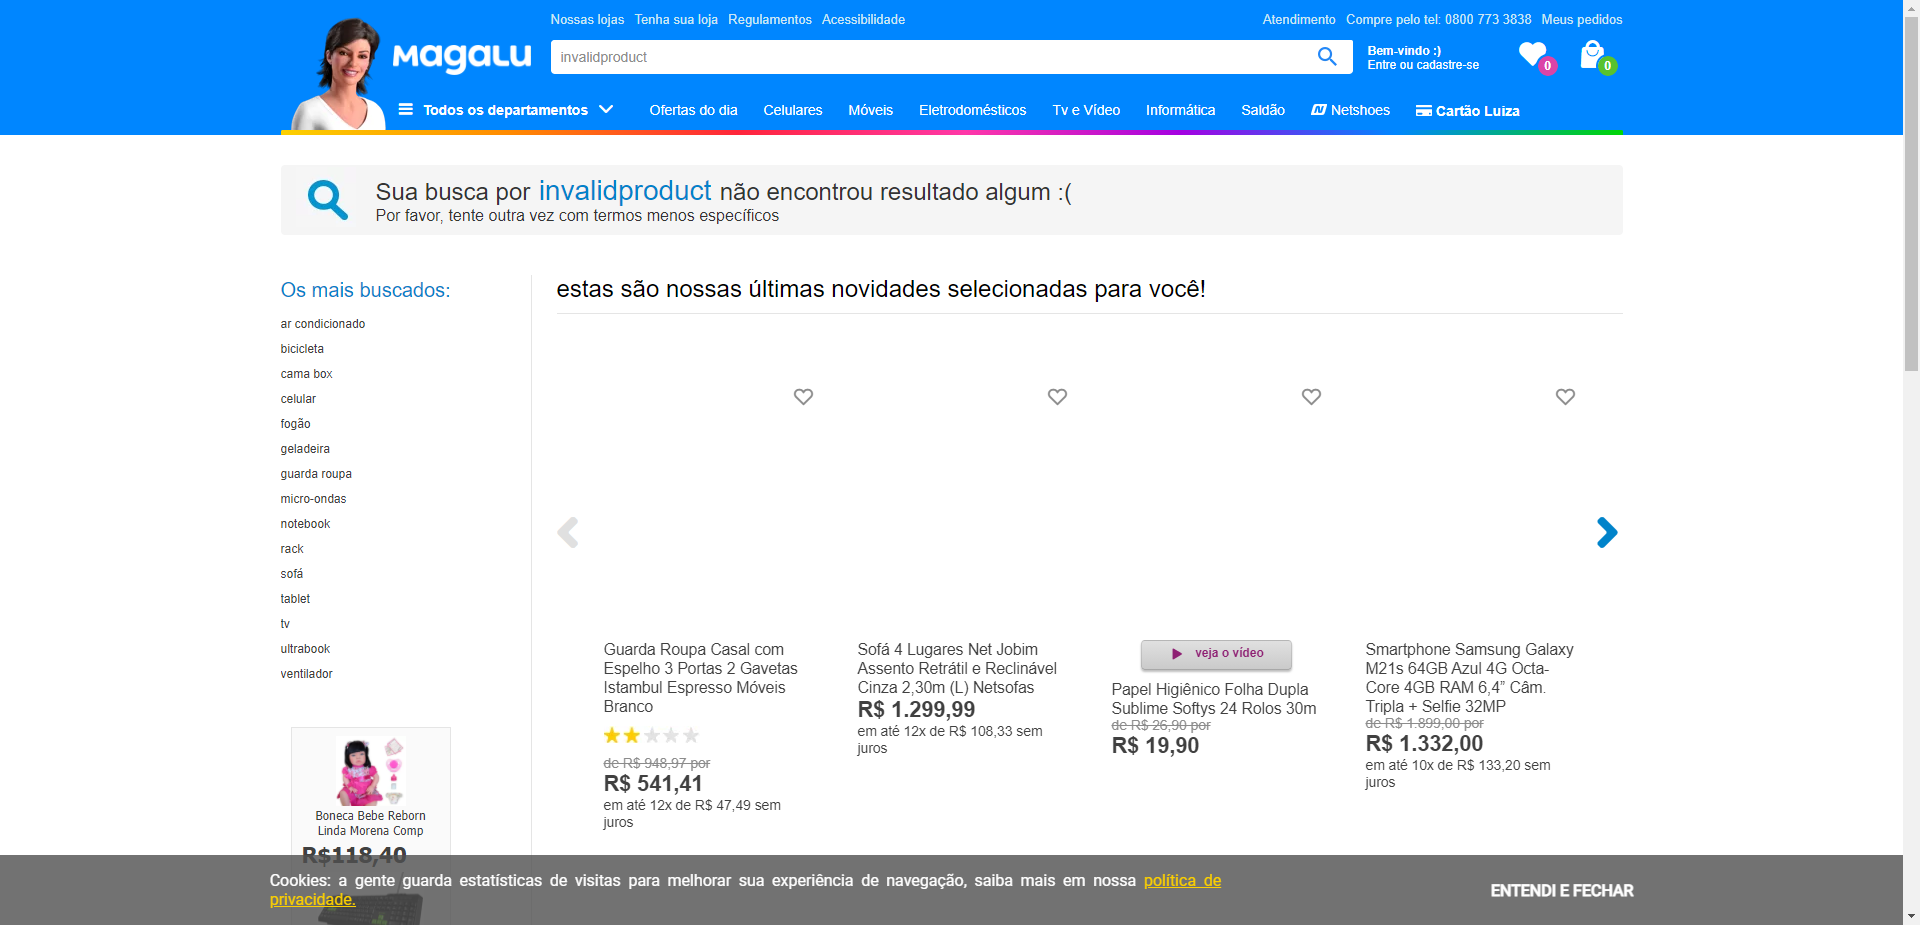 Nossas lojas Tenha sua loja Regulamentos Acessibilidade
Atendimento Compre pelo tel: 0800 773 3838 Meus pedidos
MAGALU
invalidproduct
Bem-vindo :)
Entre ou cadastre-se
0
0
Todos os departamentos
Ofertas do dia Celulares Móveis Eletrodomésticos Tv e Vídeo Informática Saldão Netshoes Cartão Luiza
Sua busca por invalidproduct não encontrou resultado algum :(
Por favor, tente outra vez com termos menos específicos
Os mais buscados:
ar condicionado
bicicleta
cama box
celular
fogão
geladeira
guarda roupa
micro-ondas
notebook
rack
sofá
tablet
tv
ultrabook
ventilador
Boneca Bebe Reborn
Linda Morena Comp
R$118,40
estas são nossas últimas novidades selecionadas para você!
Guarda Roupa Casal com
Espelho 3 Portas 2 Gavetas
Istambul Espresso Móveis
Branco
de R$ 948,97 por
R$ 541,41
em até 12x de R$ 47,49 sem
juros
Sofá 4 Lugares Net Jobim
Assento Retrátil e Reclinável
Cinza 2,30m (L) Netsofas
R$ 1.299,99
em até 12x de R$ 108,33 sem
juros
veja o vídeo
Papel Higiênico Folha Dupla
Sublime Softys 24 Rolos 30m
de R$ 26,90 por
R$ 19,90
Smartphone Samsung Galaxy
M21s 64GB Azul 4G Octa-
Core 4GB RAM 6,4” Câm.
Tripla + Selfie 32MP
de R$ 1.899,00 por
R$ 1.332,00
em até 10x de R$ 133,20 sem
juros
Cookies: a gente guarda estatísticas de visitas para melhorar sua experiência de navegação, saiba mais em nossa política de
privacidade.
ENTENDI E FECHAR